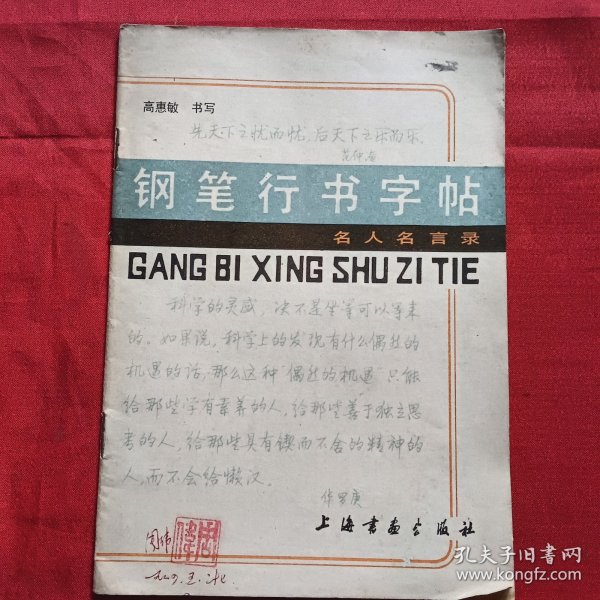 高惠敏 书写
先天下之忧而忧，后天下之乐而乐。
范仲淹
钢笔行书字帖
名人名言录
GANG BI XING SHU ZI TIE
科学的灵感，决不是坐等可以等来
的。如果说，科学上的发现有什么偶然的
机遇的话，那么这种“偶然的机遇”只能
给那些学有素养的人，给那些善于独立思
考的人，给那些具有锲而不舍的精神的
人，而不会给懒汉。
华罗庚
上海书画出版社
周伟
孔夫子旧书网
www.kongfz.com